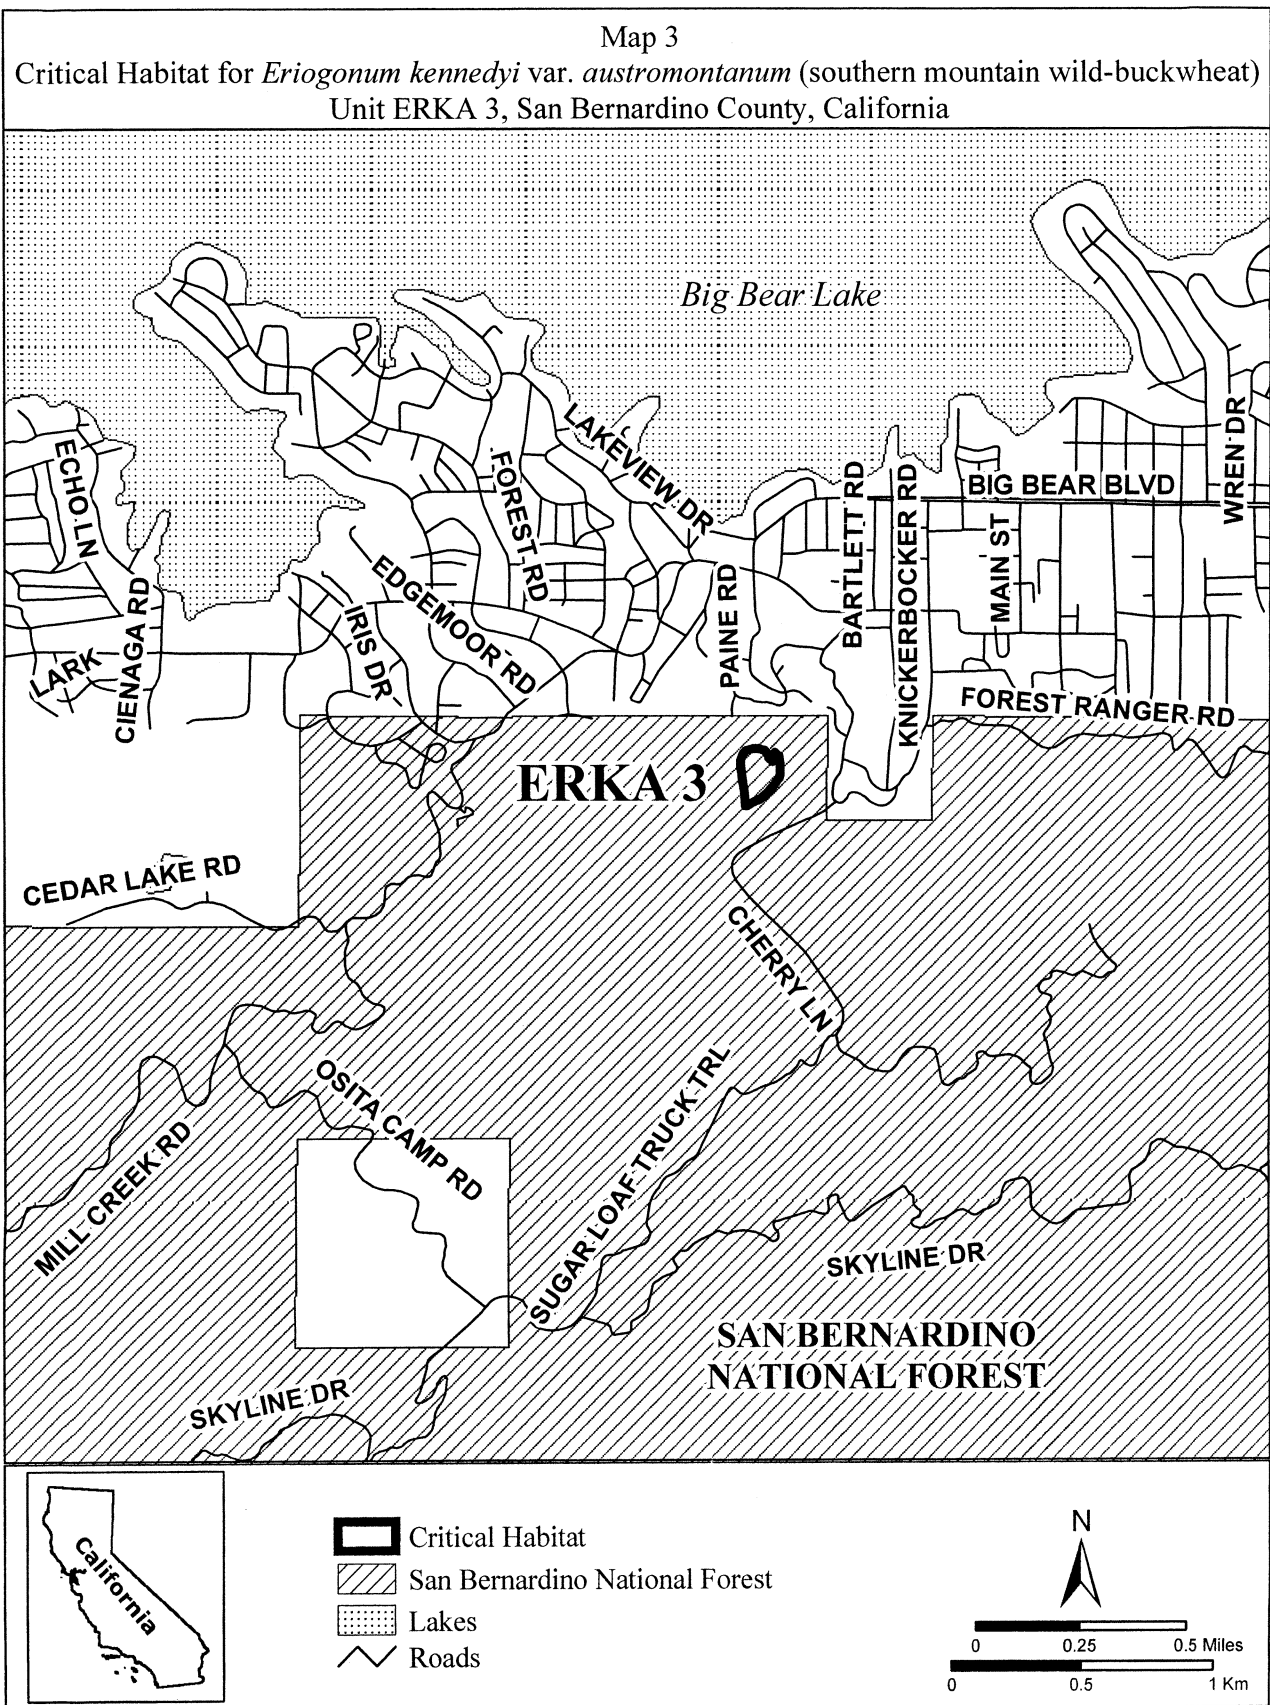 Map 3
Critical Habitat for Eriogonum kennedyi var. austromontanum (southern mountain wild-buckwheat)
Unit ERKA 3, San Bernardino County, California
Big Bear Lake
LAKEVIEW DR
WREN DR
ECHO LN
FOREST RD
BARTLETT RD
KNICKERBOCKER RD
BIG BEAR BLVD
MAIN ST
EDGEMOOR RD
IRIS DR
PAINE RD
CIENAGA RD
LARK
FOREST RANGER RD
ERKA 3
CEDAR LAKE RD
CHERRY LN
OSITA CAMP RD
SUGAR LOAF TRUCK TRL
MILL CREEK RD
SKYLINE DR
SAN BERNARDINO
NATIONAL FOREST
SKYLINE DR
California
Critical Habitat
San Bernardino National Forest
Lakes
Roads
N
0 0.25 0.5 Miles
0 0.5 1 Km